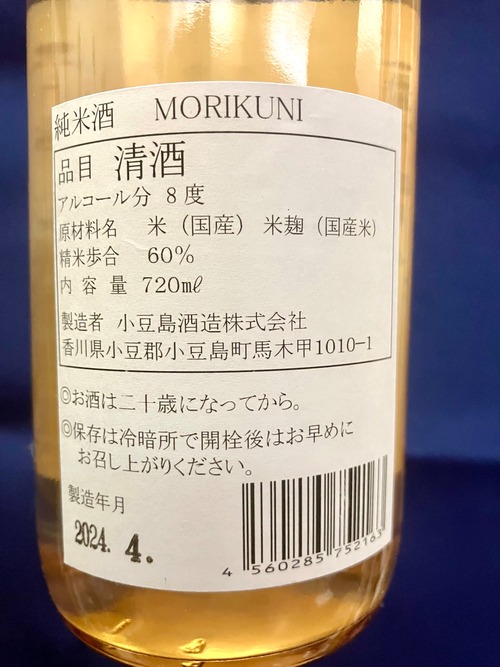 純米酒 MORIKUNI
品目 清酒
アルコール分 8度
原材料名 米（国産） 米麹（国産米）
精米歩合 60%
内容量 720mℓ
製造者 小豆島酒造株式会社
香川県小豆郡小豆島町馬木甲1010-1
◎お酒は二十歳になってから。
◎保存は冷暗所で開栓後はお早めに
お召し上がりください。
製造年月
2024. 4.
4 560285 752163